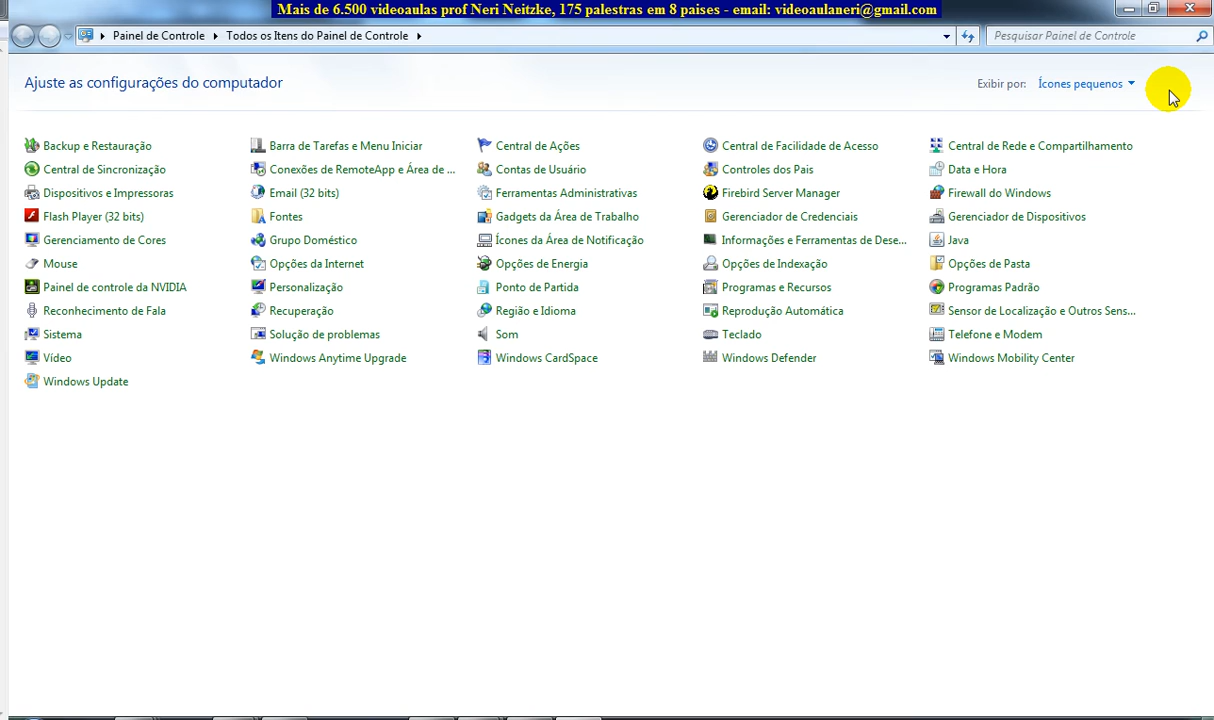 Mais de 6.500 videoaulas prof Neri Neitzke, 175 palestras em 8 paises - email: videoaulaneri@gmail.com
Painel de Controle Todos os Itens do Painel de Controle Pesquisar Painel de Controle
Ajuste as configurações do computador Exibir por: Ícones pequenos
Backup e Restauração Barra de Tarefas e Menu Iniciar Central de Ações Central de Facilidade de Acesso Central de Rede e Compartilhamento
Central de Sincronização Conexões de RemoteApp e Área de ... Contas de Usuário Controles dos Pais Data e Hora
Dispositivos e Impressoras Email (32 bits) Ferramentas Administrativas Firebird Server Manager Firewall do Windows
Flash Player (32 bits) Fontes Gadgets da Área de Trabalho Gerenciador de Credenciais Gerenciador de Dispositivos
Gerenciamento de Cores Grupo Doméstico Ícones da Área de Notificação Informações e Ferramentas de Dese... Java
Mouse Opções da Internet Opções de Energia Opções de Indexação Opções de Pasta
Painel de controle da NVIDIA Personalização Ponto de Partida Programas e Recursos Programas Padrão
Reconhecimento de Fala Recuperação Região e Idioma Reprodução Automática Sensor de Localização e Outros Sens...
Sistema Solução de problemas Som Teclado Telefone e Modem
Vídeo Windows Anytime Upgrade Windows CardSpace Windows Defender Windows Mobility Center
Windows Update